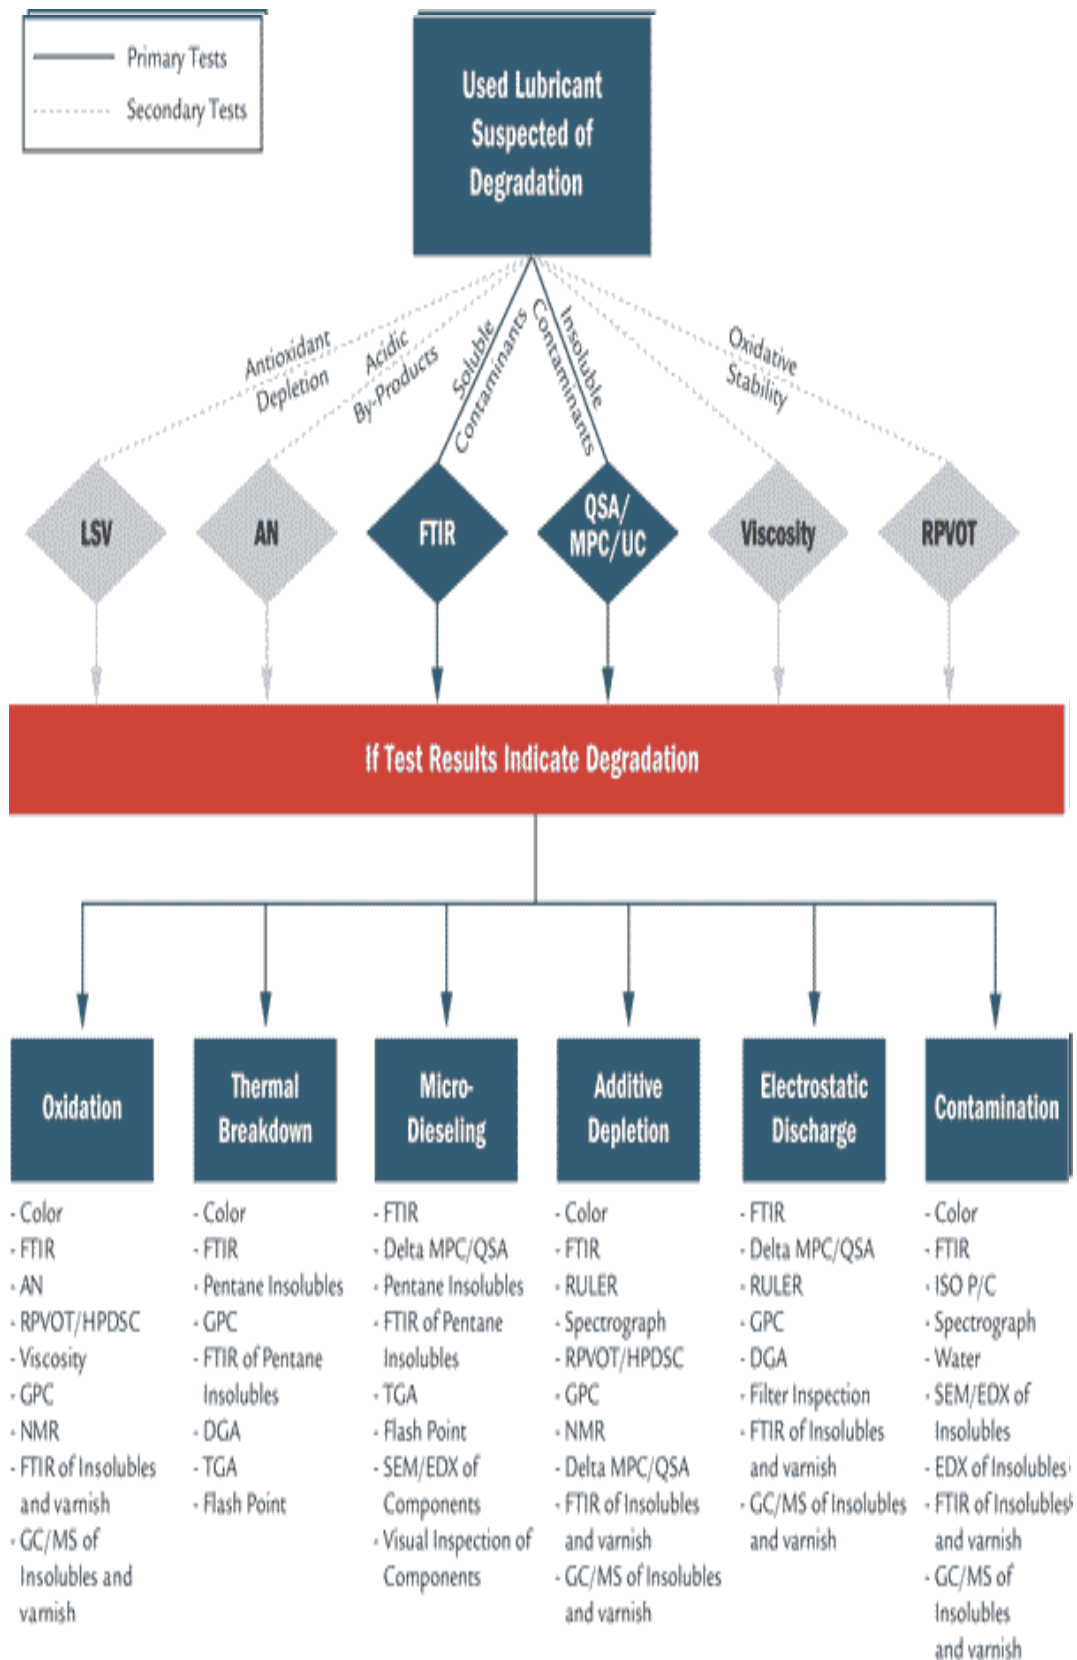 Primary Tests
Secondary Tests
Used Lubricant
Suspected of
Degradation
Antioxidant
Depletion
Acidic
By-Products
Soluble
Contaminants
Insoluble
Contaminants
Oxidative
Stability
LSV
AN
FTIR
QSA/
MPC/UC
Viscosity
RPVOT
If Test Results Indicate Degradation
Oxidation
- Color
- FTIR
- AN
- RPVOT/HPDSC
- Viscosity
- GPC
- NMR
- FTIR of Insolubles
and varnish
- GC/MS of
Insolubles and
varnish
Thermal
Breakdown
- Color
- FTIR
- Pentane Insolubles
- GPC
- FTIR of Pentane
Insolubles
- DGA
- TGA
- Flash Point
Micro-
Dieseling
- FTIR
- Delta MPC/QSA
- Pentane Insolubles
- FTIR of Pentane
Insolubles
- TGA
- Flash Point
- SEM/EDX of
Components
- Visual Inspection of
Components
Additive
Depletion
- Color
- FTIR
- RULER
- Spectrograph
- RPVOT/HPDSC
- GPC
- NMR
- Delta MPC/QSA
- FTIR of Insolubles
and varnish
- GC/MS of Insolubles
and varnish
Electrostatic
Discharge
- FTIR
- Delta MPC/QSA
- RULER
- GPC
- DGA
- Filter Inspection
- FTIR of Insolubles
and varnish
- GC/MS of Insolubles
and varnish
Contamination
- Color
- FTIR
- ISO P/C
- Spectrograph
- Water
- SEM/EDX of
Insolubles
- EDX of Insolubles
- FTIR of Insolubles
and varnish
- GC/MS of
Insolubles
and varnish